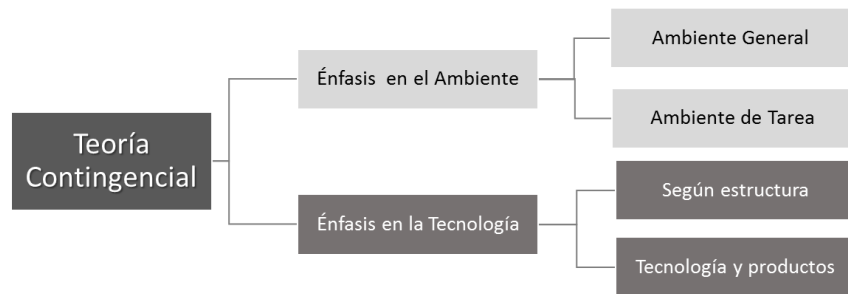 Teoría
Contingencial
Énfasis en el Ambiente
Ambiente General
Ambiente de Tarea
Énfasis en la Tecnología
Según estructura
Tecnología y productos